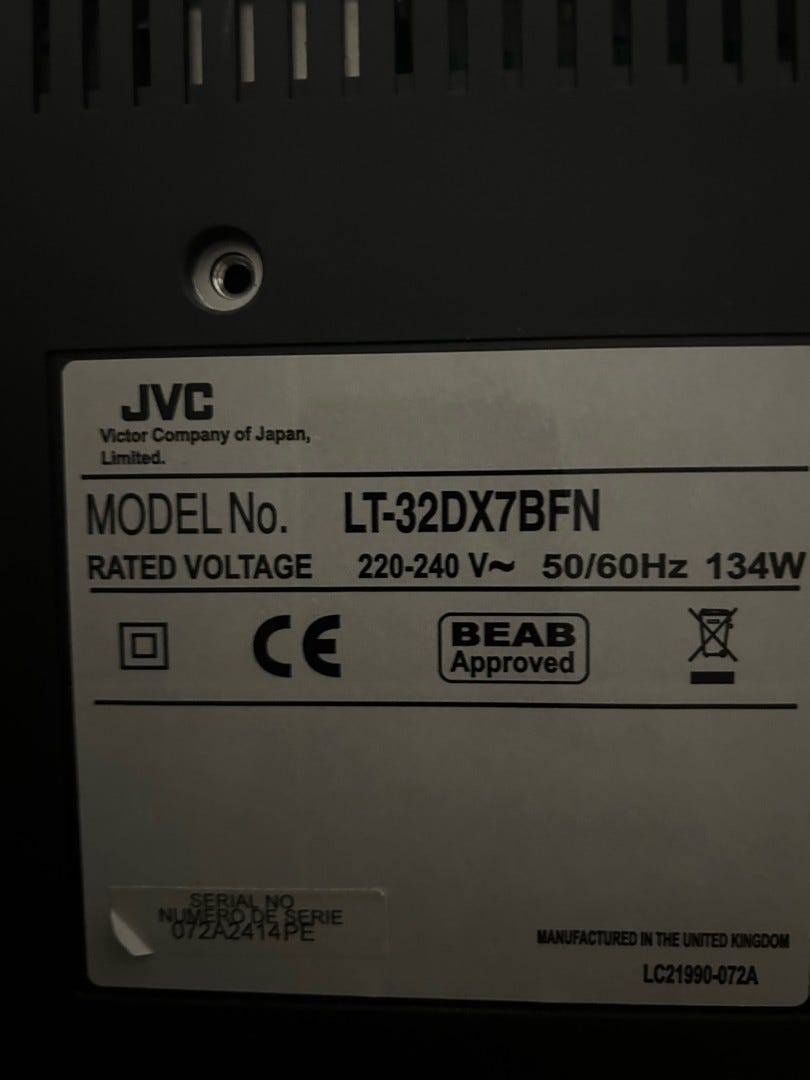 JVC
Victor Company of Japan,
Limited.
MODEL No. LT-32DX7BFN
RATED VOLTAGE 220-240 V~ 50/60Hz 134W
CE
BEAB
Approved
SERIAL NO
NUMERO DE SERIE
072A2414PE
MANUFACTURED IN THE UNITED KINGDOM
LC21990-072A